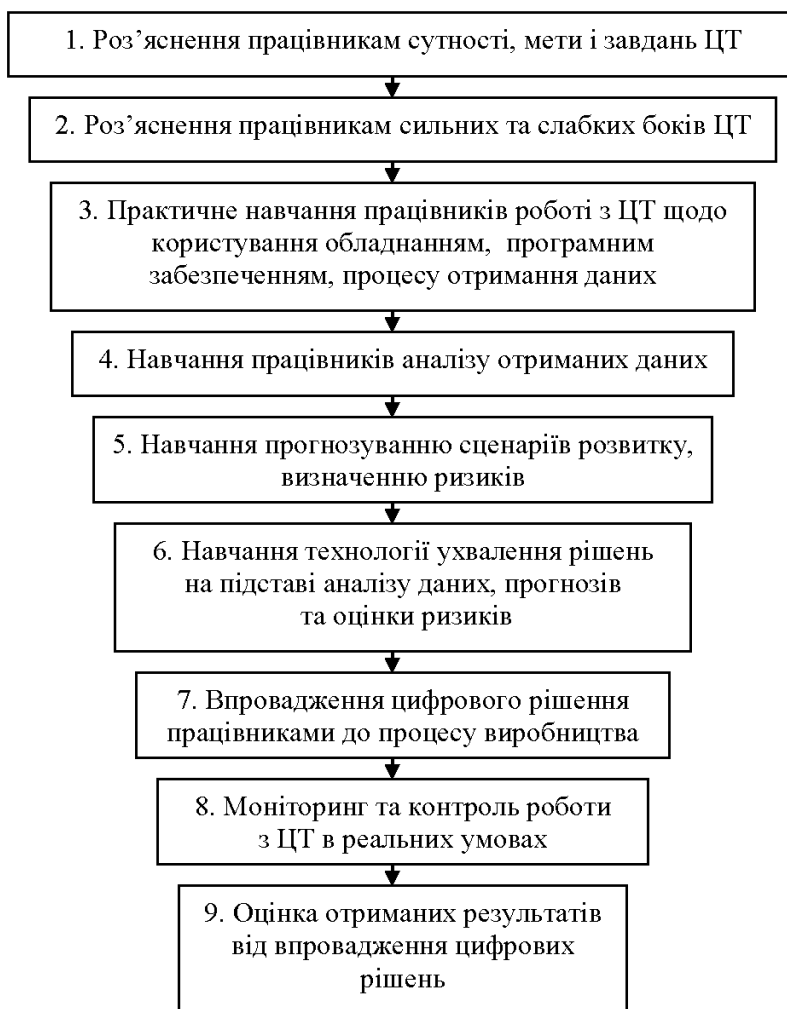 1. Роз’яснення працівникам сутності, мети і завдань ЦТ
2. Роз’яснення працівникам сильних та слабких боків ЦТ
3. Практичне навчання працівників роботі з ЦТ щодо
користування обладнанням, програмним
забезпеченням, процесу отримання даних
4. Навчання працівників аналізу отриманих даних
5. Навчання прогнозуванню сценаріїв розвитку,
визначенню ризиків
6. Навчання технології ухвалення рішень
на підставі аналізу даних, прогнозів
та оцінки ризиків
7. Впровадження цифрового рішення
працівниками до процесу виробництва
8. Моніторинг та контроль роботи
з ЦТ в реальних умовах
9. Оцінка отриманих результатів
від впровадження цифрових
рішень